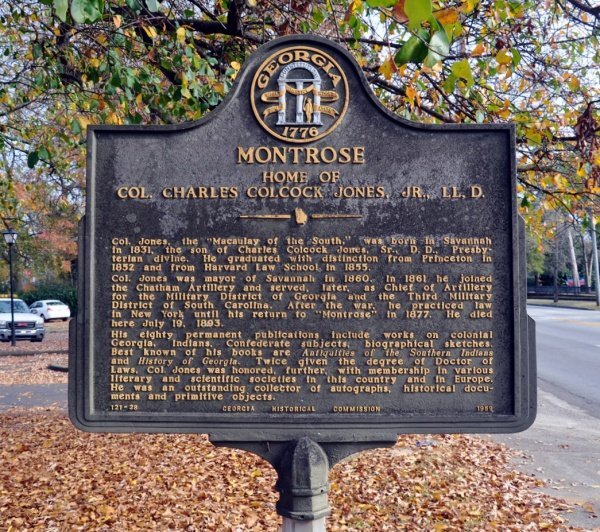 GEORGIA
1776
MONTROSE
HOME OF
COL. CHARLES COLCOCK JONES, JR., LL. D.
Col. Jones, the "Macaulay of the South," was born in Savannah
in 1831, the son of Charles Colcock Jones, Sr., D. D., Presby-
terian divine. He graduated with distinction from Princeton in
1852 and from Harvard Law School in 1855.
Col. Jones was mayor of Savannah in 1860. In 1861 he joined
the Chatham Artillery and served, later, as Chief of Artillery
for the Military District of Georgia and the Third Military
District of South Carolina. After the war, he practiced law
in New York until his return to "Montrose" in 1877. He died
here July 19, 1893.
His eighty permanent publications include works on colonial
Georgia, Indians, Confederate subjects, biographical sketches.
Best known of his books are Antiquities of the Southern Indians
and History of Georgia. Twice given the degree of Doctor of
Laws, Col. Jones was honored, further, with membership in various
literary and scientific societies in this country and in Europe.
He was an outstanding collector of autographs, historical docu-
ments and primitive objects.
121-28 GEORGIA HISTORICAL COMMISSION